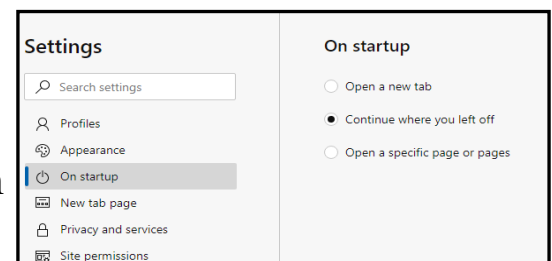 Settings
Search settings
Profiles
Appearance
On startup
New tab page
Privacy and services
Site permissions
On startup
Open a new tab
Continue where you left off
Open a specific page or pages